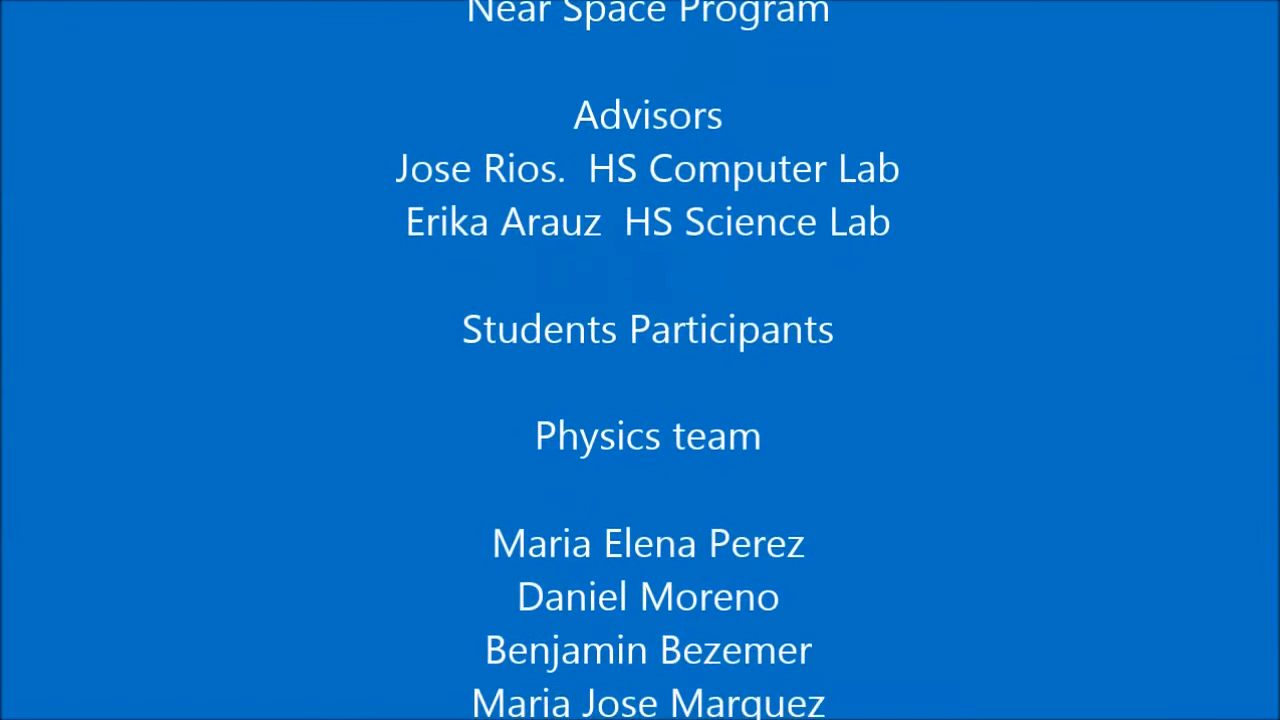 Near Space Program
Advisors
Jose Rios.  HS Computer Lab
Erika Arauz  HS Science Lab
Students Participants
Physics team
Maria Elena Perez
Daniel Moreno
Benjamin Bezemer
Maria Jose Marquez